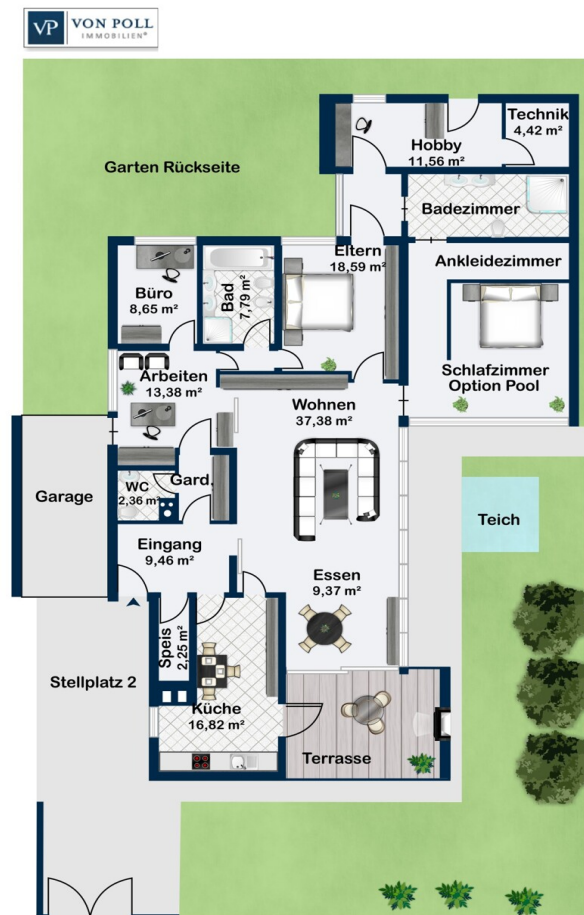 VP VON POLL
IMMOBILIEN®
Technik
4,42 m²
Hobby
11,56 m²
Garten Rückseite
Badezimmer
Eltern
18,59 m²
Ankleidezimmer
Büro
8,65 m²
Bad
7,79 m²
Schlafzimmer
Option Pool
Arbeiten
13,38 m²
Wohnen
37,38 m²
Garage
WC
2,36 m²
Gard.
Teich
Eingang
9,46 m²
Essen
9,37 m²
Speis
2,25 m²
Stellplatz 2
Küche
16,82 m²
Terrasse